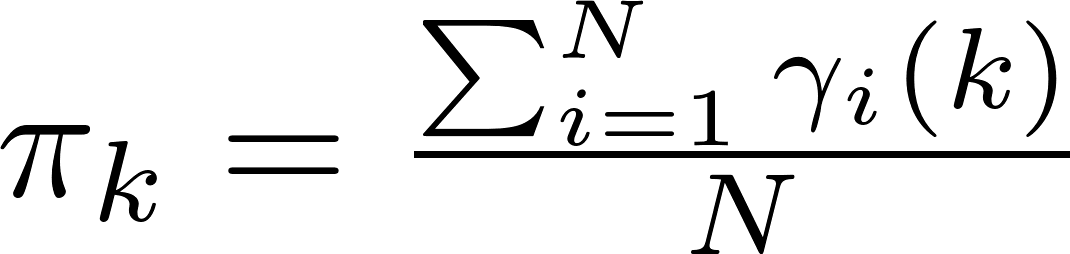 π_k = \frac{\sum_{i=1}^{N} γ_i(k)}{N}